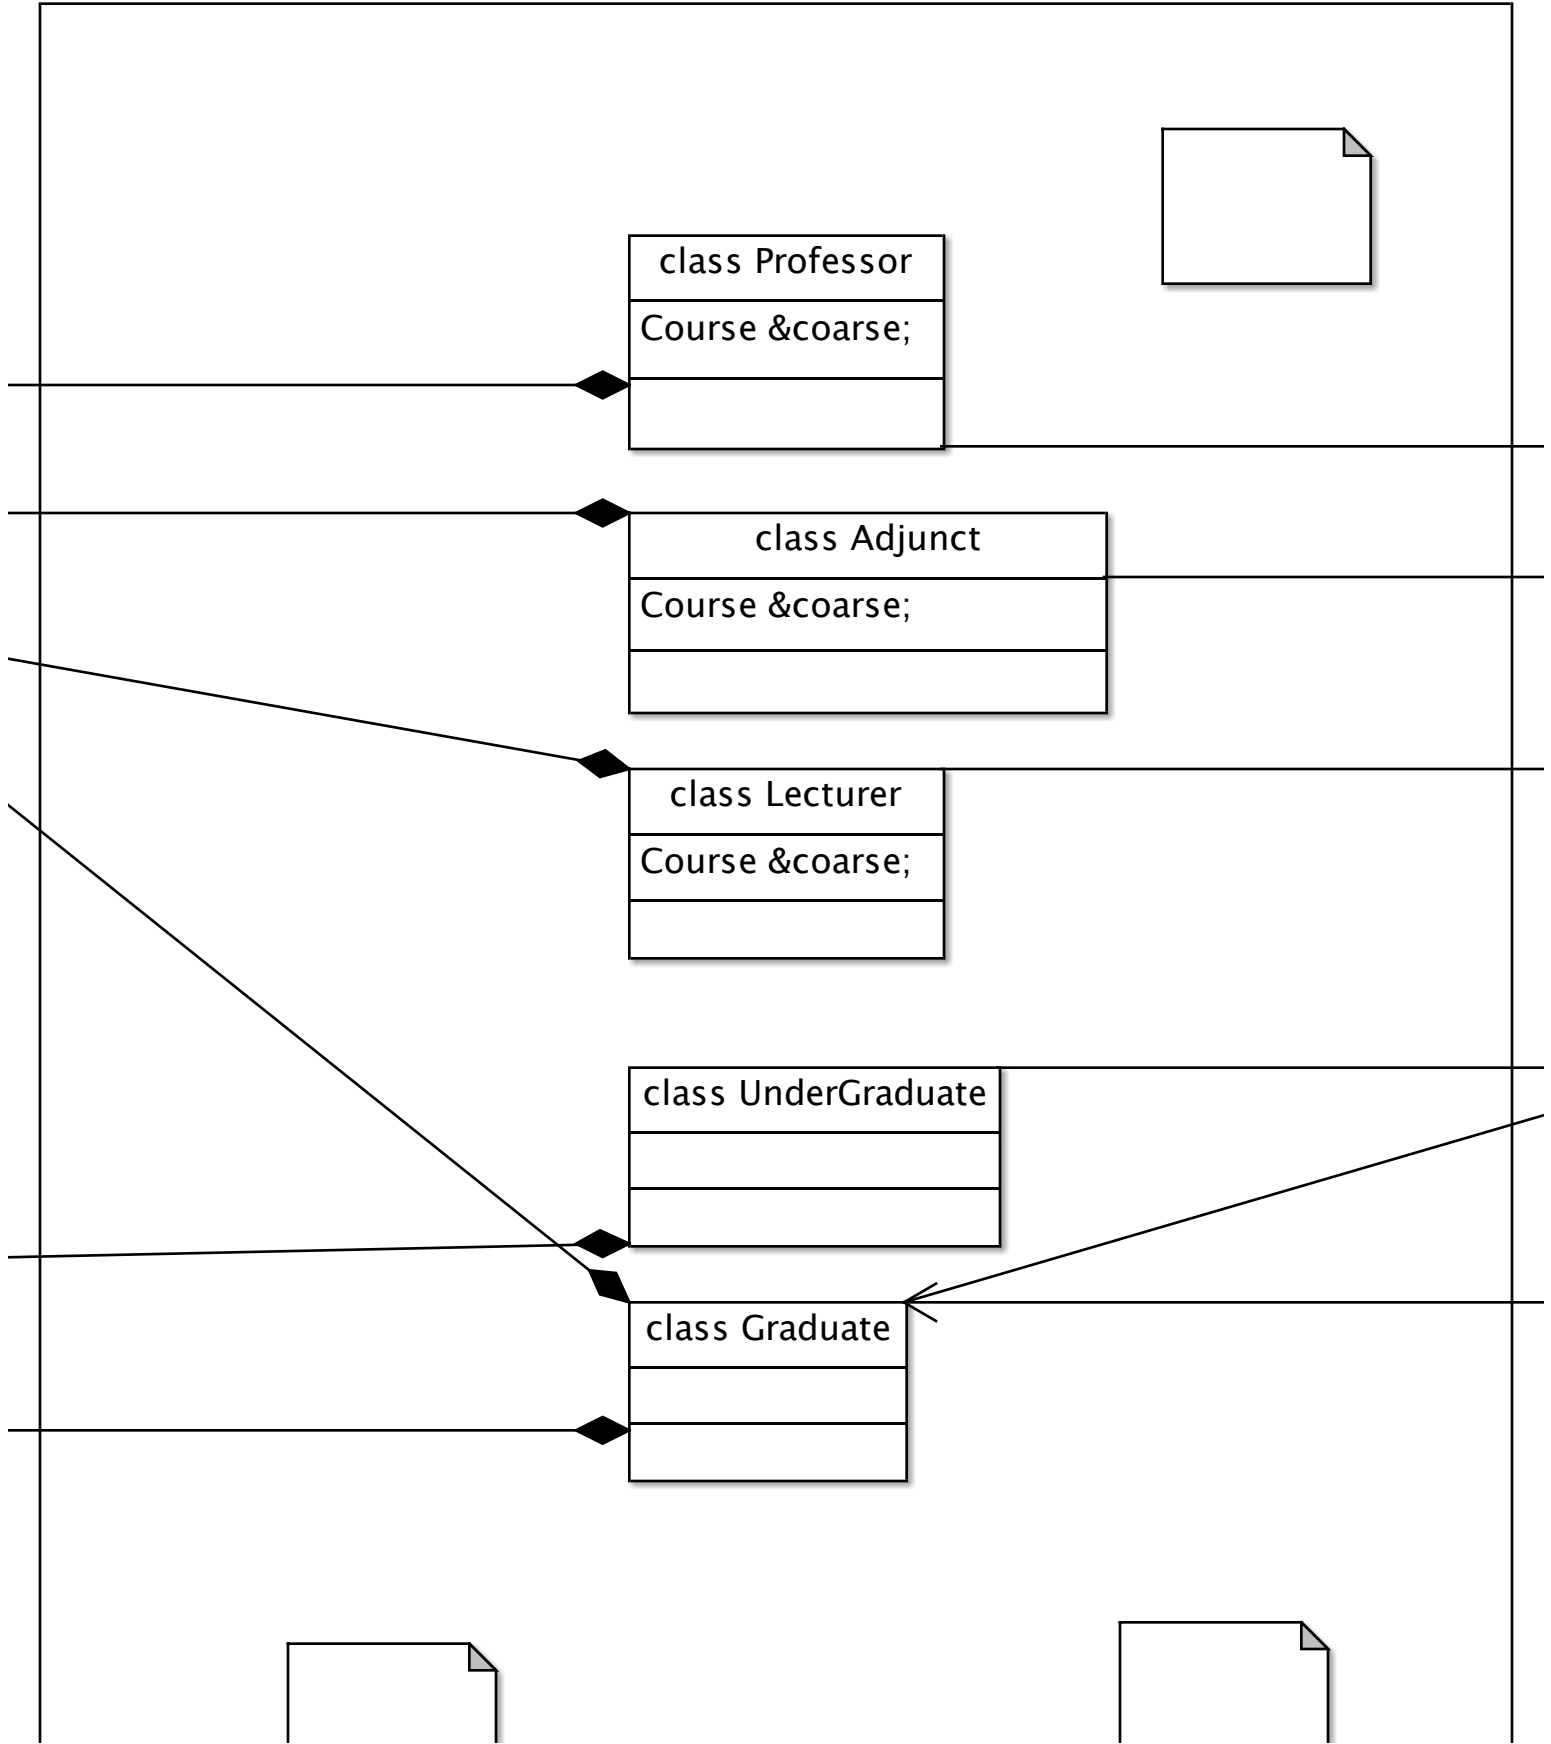 class Professor
Course &coarse;
class Adjunct
Course &coarse;
class Lecturer
Course &coarse;
class UnderGraduate
class Graduate